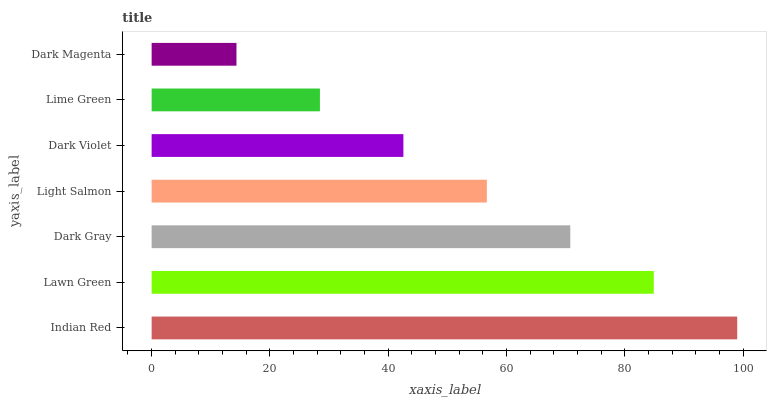 title
Dark Magenta
Lime Green
Dark Violet
Light Salmon
Dark Gray
Lawn Green
Indian Red
yaxis_label
0 20 40 60 80 100
xaxis_label